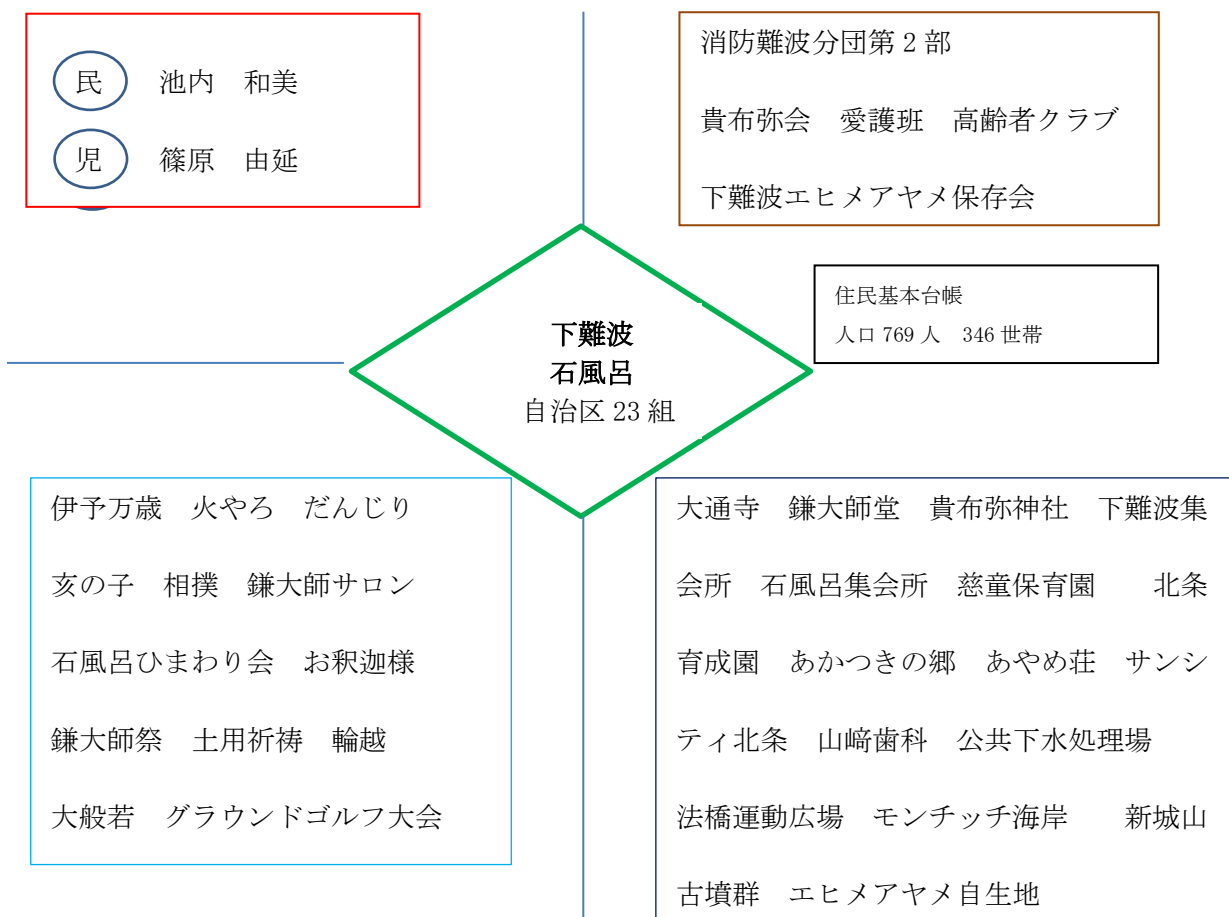 民　池内　和美
児　篠原　由延
消防難波分団第 2 部
貴布弥会　愛護班　高齢者クラブ
下難波エヒメアヤメ保存会
住民基本台帳
人口 769 人　346 世帯
下難波
石風呂
自治区 23 組
伊予万歳　火やろ　だんじり
亥の子　相撲　鎌大師サロン
石風呂ひまわり会　お釈迦様
鎌大師祭　土用祈祷　輪越
大般若　グラウンドゴルフ大会
大通寺　鎌大師堂　貴布弥神社　下難波集
会所　石風呂集会所　慈童保育園　　北条
育成園　あかつきの郷　あやめ荘　サンシ
ティ北条　山﨑歯科　公共下水処理場
法橋運動広場　モンチッチ海岸　　新城山
古墳群　エヒメアヤメ自生地